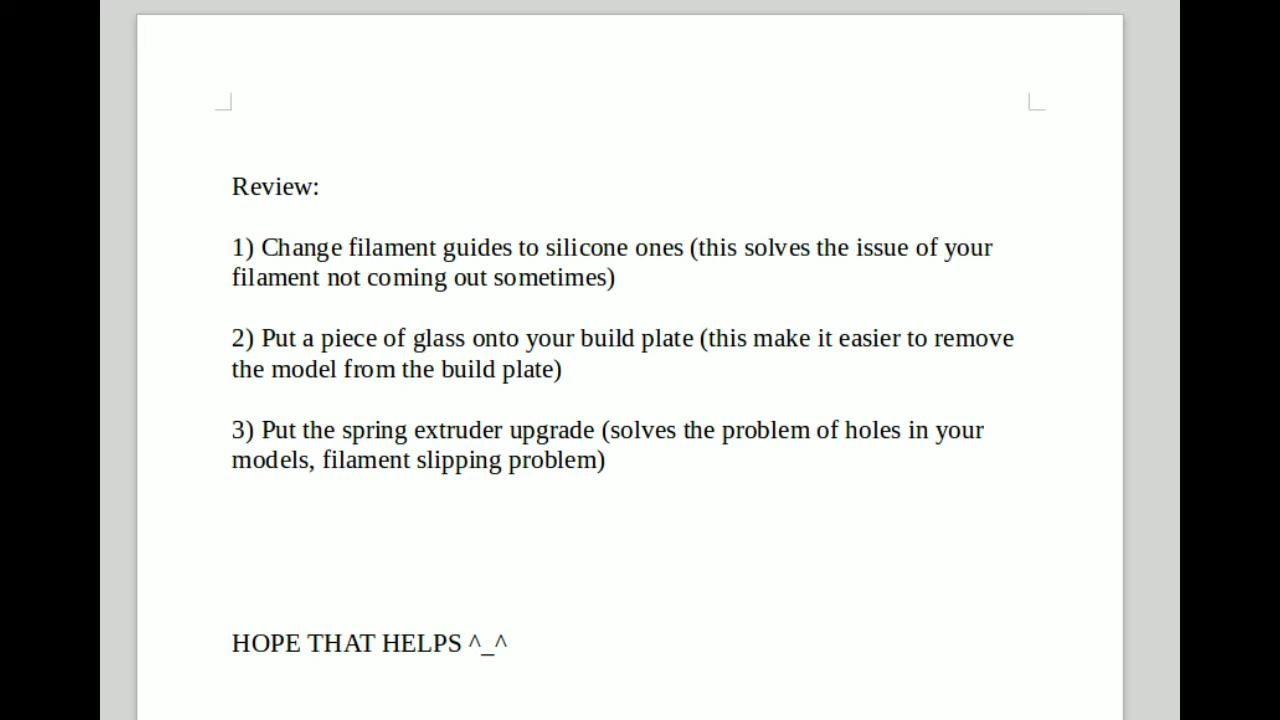 Review:
1) Change filament guides to silicone ones (this solves the issue of your
filament not coming out sometimes)
2) Put a piece of glass onto your build plate (this make it easier to remove
the model from the build plate)
3) Put the spring extruder upgrade (solves the problem of holes in your
models, filament slipping problem)
HOPE THAT HELPS ^_^